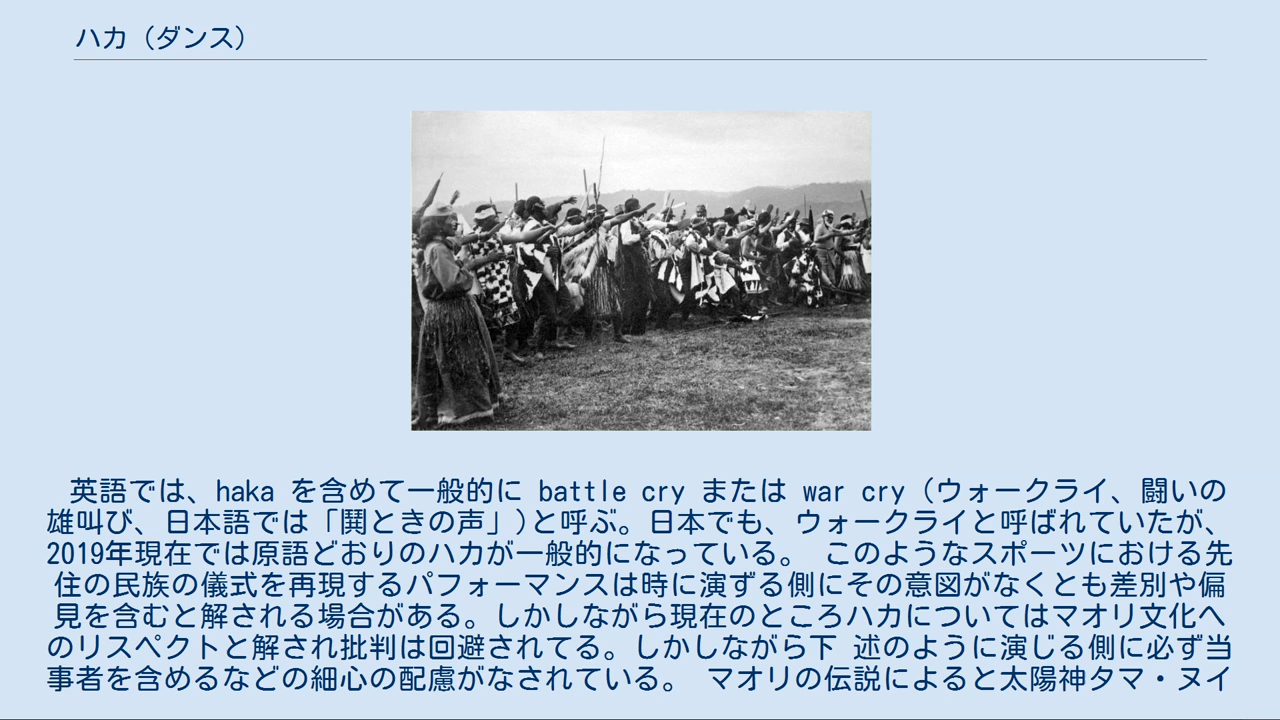 ハカ（ダンス）
英語では、haka を含めて一般的に battle cry または war cry（ウォークライ、闘いの
雄叫び、日本語では「鬨ときの声」)と呼ぶ。日本でも、ウォークライと呼ばれていたが、
2019年現在では原語どおりのハカが一般的になっている。 このようなスポーツにおける先
住の民族の儀式を再現するパフォーマンスは時に演ずる側にその意図がなくとも差別や偏
見を含むと解される場合がある。しかしながら現在のところハカについてはマオリ文化へ
のリスペクトと解され批判は回避されてる。しかしながら下 述のように演じる側に必ず当
事者を含めるなどの細心の配慮がなされている。 マオリの伝説によると太陽神タマ・ヌイ